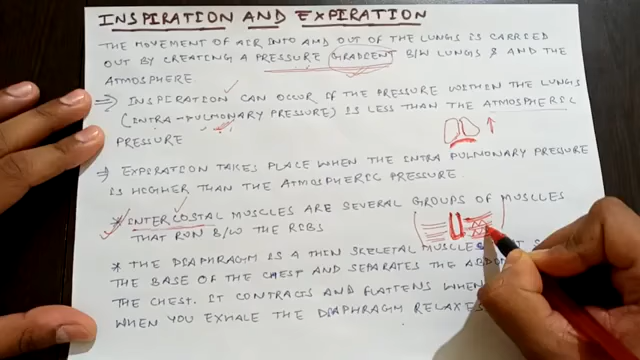 INSPIRATION AND EXPIRATION
THE MOVEMENT OF AIR INTO AND OUT OF THE LUNGS IS CARRIED
OUT BY CREATING A PRESSURE GRADIENT B/W LUNGS & AND THE
ATMOSPHERE
⇒ INSPIRATION CAN OCCUR IF THE PRESSURE WITHIN THE LUNGS
(INTRA-PULMONARY PRESSURE) IS LESS THAN THE ATMOSPHERIC
PRESSURE
⇒ EXPIRATION TAKES PLACE WHEN THE INTRA PULMONARY PRESSURE
IS HIGHER THAN THE ATMOSPHERIC PRESSURE.
* INTERCOSTAL MUSCLES ARE SEVERAL GROUPS OF MUSCLES
THAT RUN B/W THE RIBS
* THE DIAPHRAGM IS A THIN SKELETAL MUSCLE
THE BASE OF THE CHEST AND SEPARATES THE
THE CHEST. IT CONTRACTS AND FLATTENS WHEN
WHEN YOU EXHALE THE DIAPHRAGM RELAXES